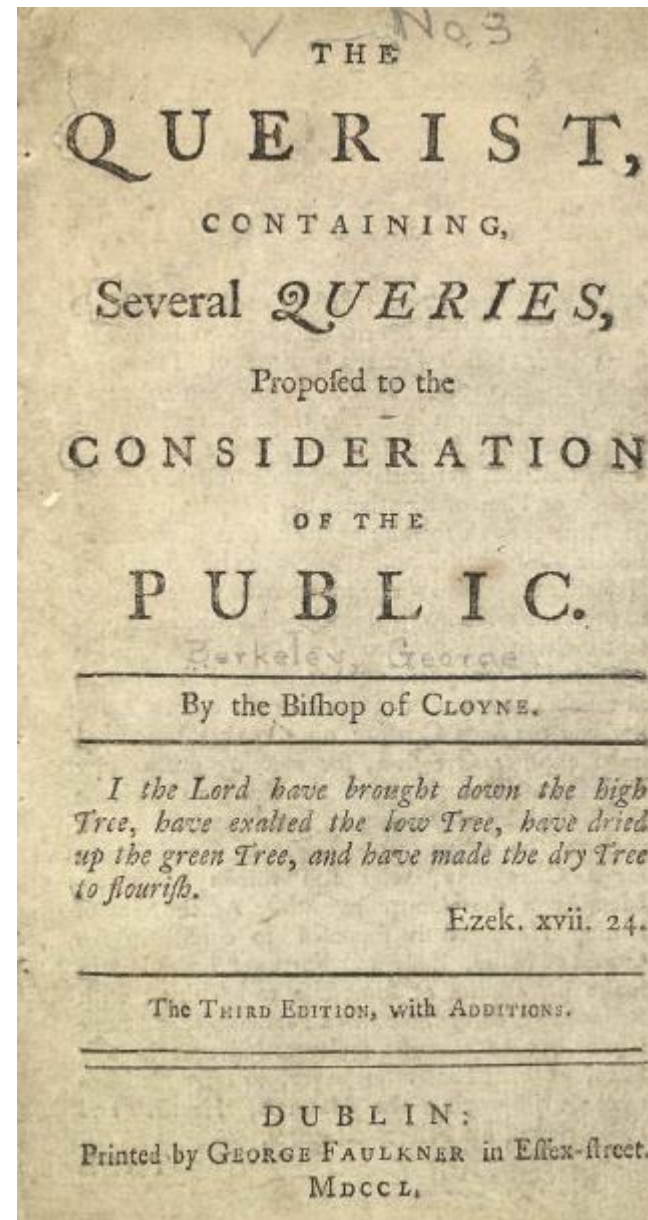 No. 3
THE
QUERIST,
CONTAINING,
Several QUERIES,
Propoſed to the
CONSIDERATION
OF THE
PUBLIC.
Berkeley, George
By the Biſhop of CLOYNE.
I the Lord have brought down the high
Tree, have exalted the low Tree, have dried
up the green Tree, and have made the dry Tree
to flouriſh.
Ezek. xvii. 24.
The THIRD EDITION, with ADDITIONS.
DUBLIN:
Printed by GEORGE FAULKNER in Eſſex-ſtreet.
MDCCL.